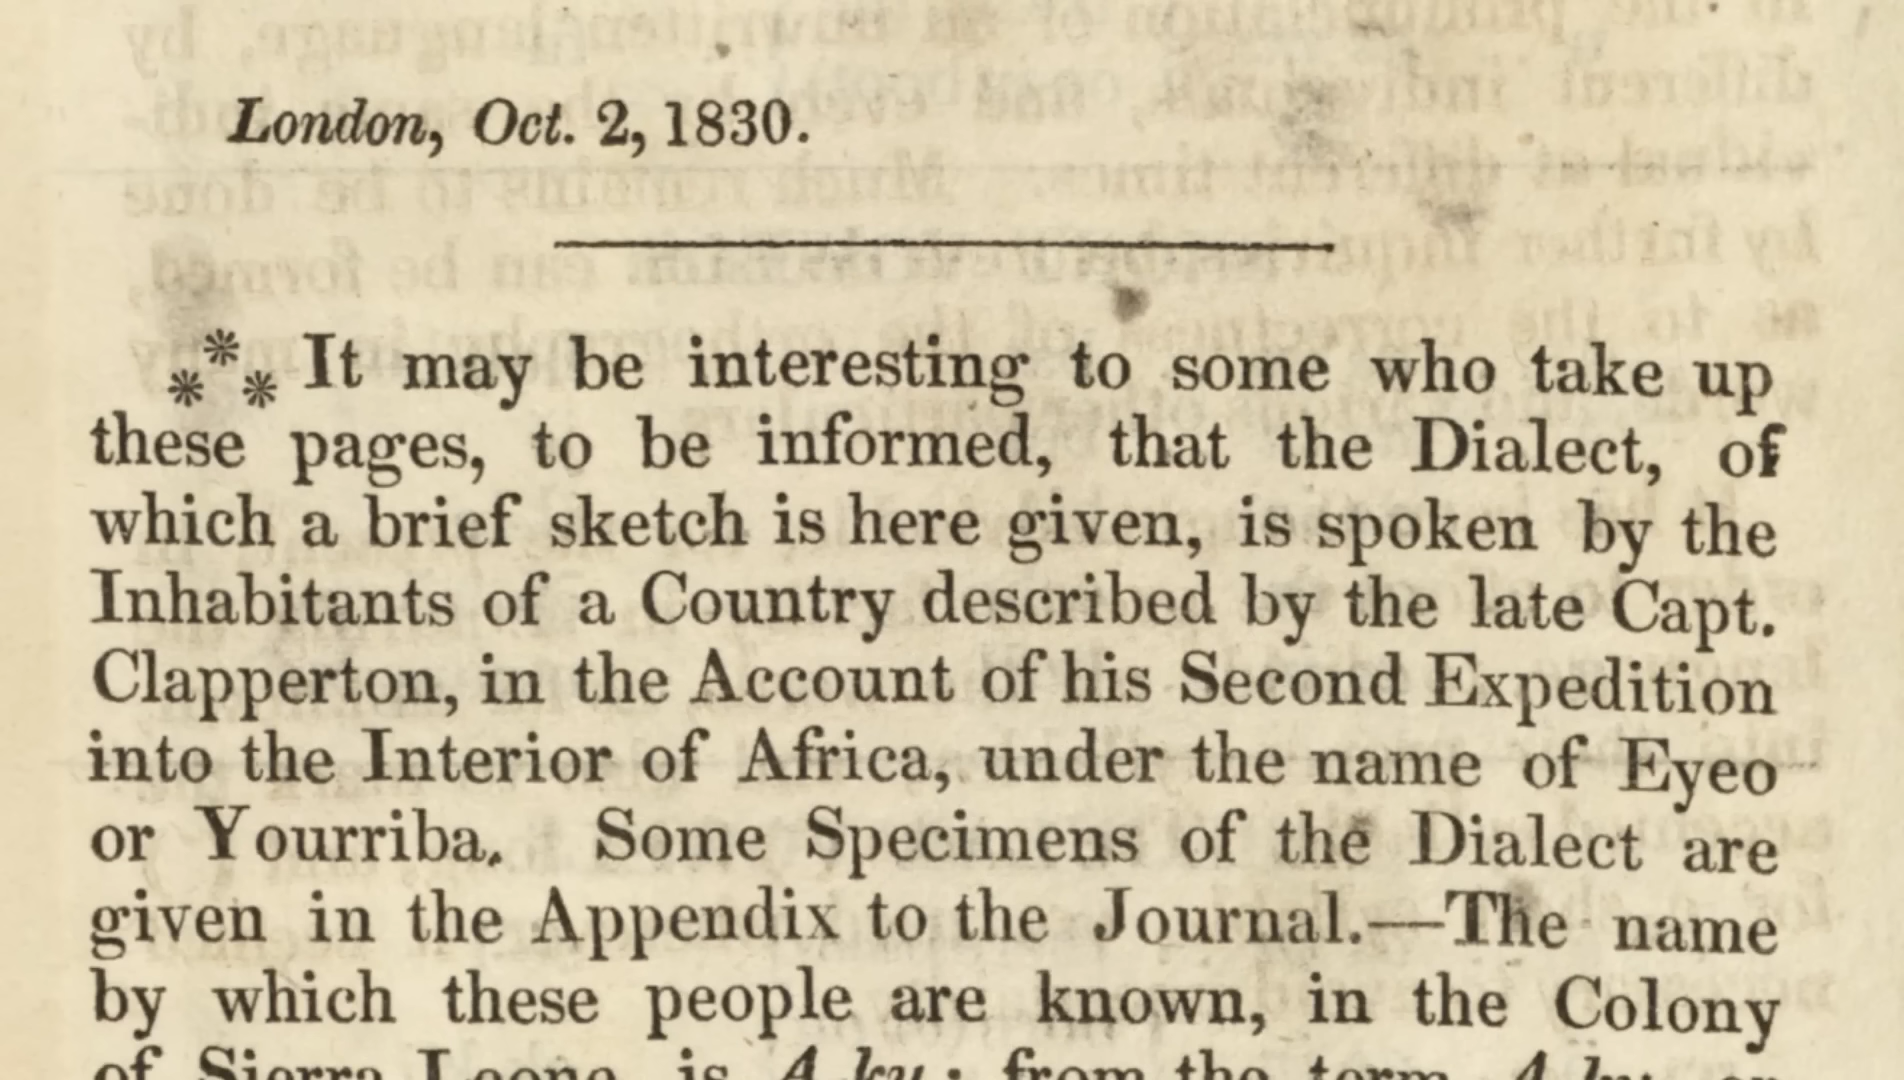 London, Oct. 2, 1830.
⁂ It may be interesting to some who take up
these pages, to be informed, that the Dialect, of
which a brief sketch is here given, is spoken by the
Inhabitants of a Country described by the late Capt.
Clapperton, in the Account of his Second Expedition
into the Interior of Africa, under the name of Eyeo
or Yourriba. Some Specimens of the Dialect are
given in the Appendix to the Journal.—The name
by which these people are known, in the Colony
of Sierra Leone, is A'ku; from the term